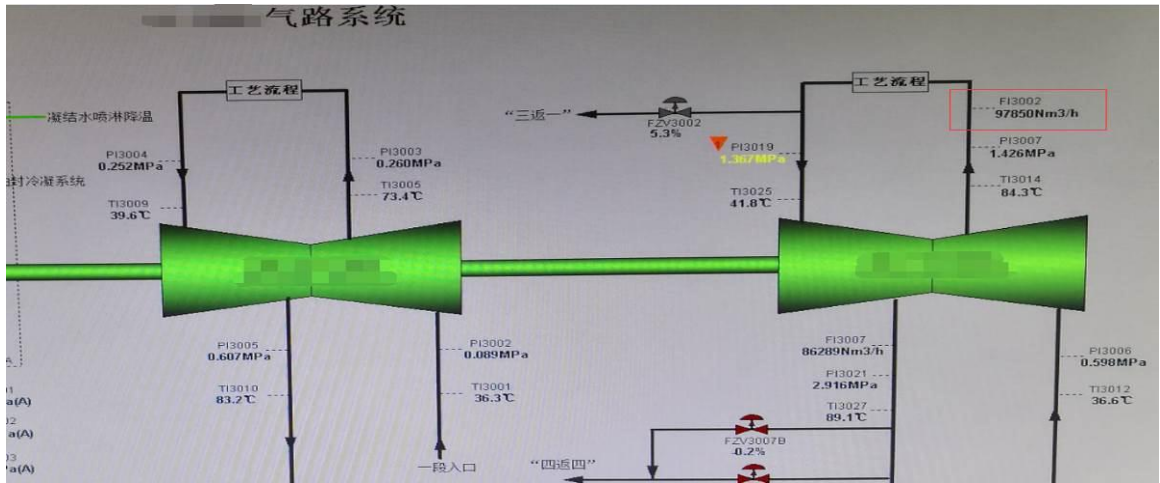 气路系统
工艺流程
凝结水喷淋降温
PI3004
0.252MPa
PI3003
0.260MPa
封冷凝系统
TI3009
39.6℃
TI3005
73.4℃
PI3005
0.607MPa
PI3002
0.089MPa
TI3010
83.2℃
TI3001
36.3℃
一段入口
A
01
a(A)
02
a(A)
03
a(A)
工艺流程
“三返一”
FZV3002
5.3%
FI3002
97850Nm3/h
PI3019
1.367MPa
PI3007
1.426MPa
TI3025
41.8℃
TI3014
84.3℃
FI3007
86289Nm3/h
PI3021
2.916MPa
PI3006
0.598MPa
TI3027
89.1℃
TI3012
36.6℃
FZV3007B
-0.2%
“四返四”